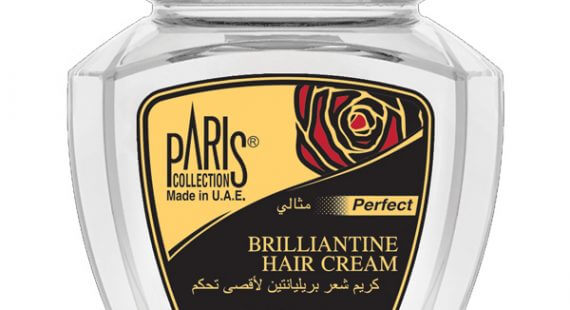 PARIS®
COLLECTION
Made in U.A.E.
مثالي Perfect
BRILLIANTINE
HAIR CREAM
كريم شعر بريليانتين لأقصى تحكم